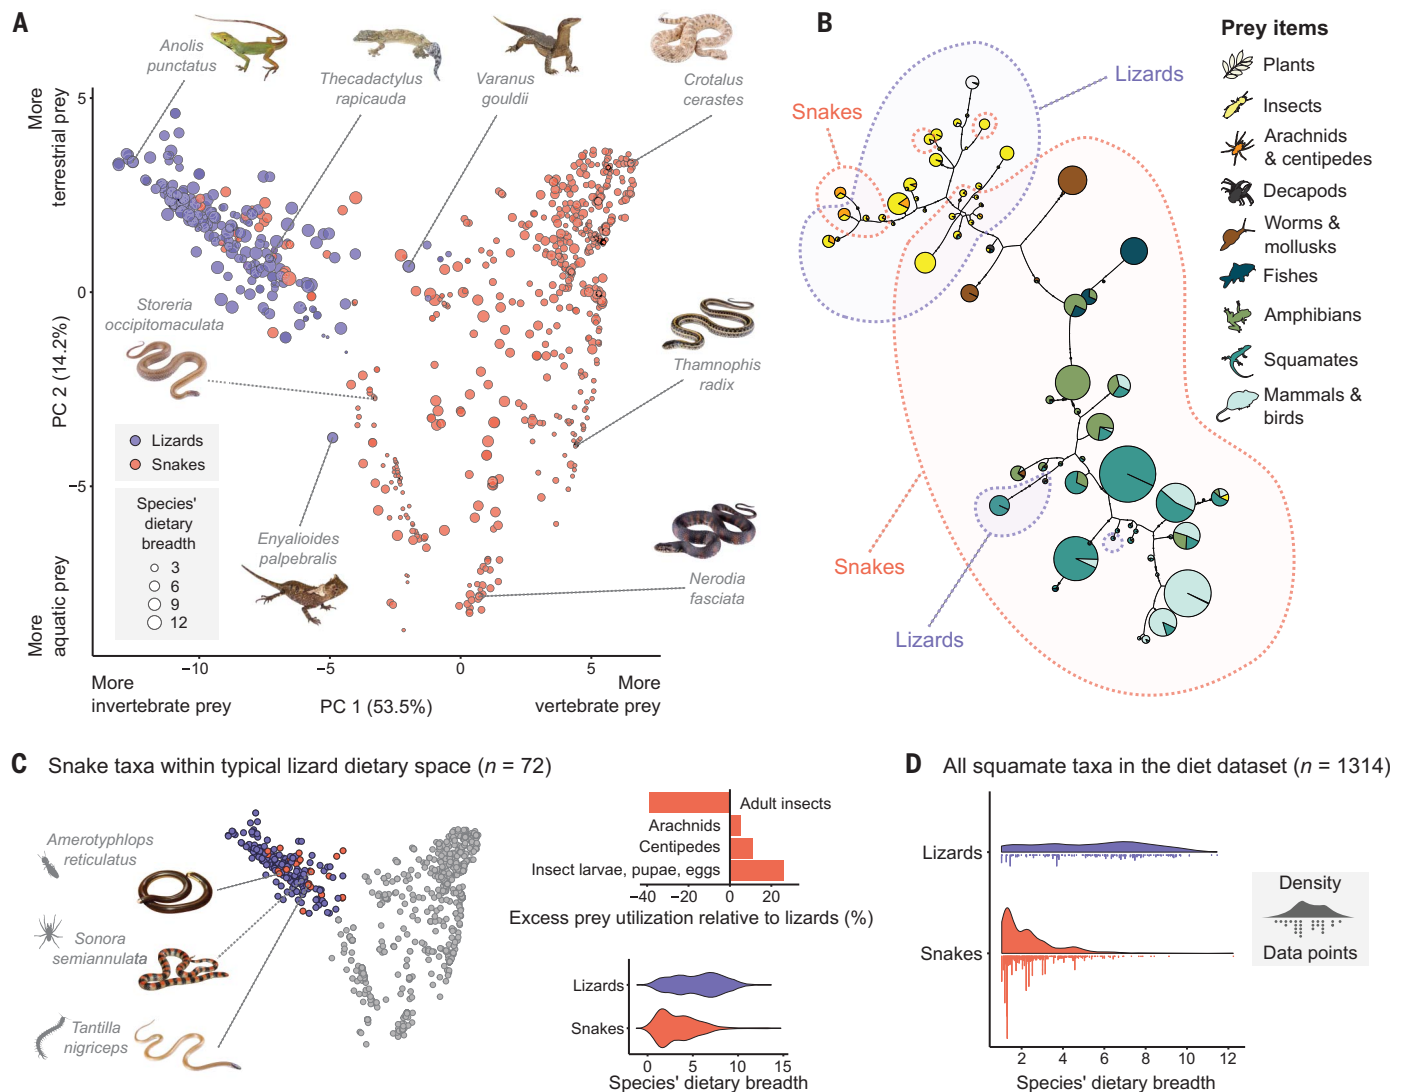 A
More
terrestrial prey
5
0
−5
PC 2 (14.2%)
More
aquatic prey
−10
−5
0
5
More
invertebrate prey
PC 1 (53.5%)
More
vertebrate prey
Anolis
punctatus
Thecadactylus
rapicauda
Varanus
gouldii
Crotalus
cerastes
Storeria
occipitomaculata
Thamnophis
radix
Enyalioides
palpebralis
Nerodia
fasciata
Lizards
Snakes
Species'
dietary
breadth
3
6
9
12
B
Lizards
Snakes
Snakes
Lizards
Prey items
Plants
Insects
Arachnids
& centipedes
Decapods
Worms &
mollusks
Fishes
Amphibians
Squamates
Mammals &
birds
C Snake taxa within typical lizard dietary space (n = 72)
Amerotyphlops
reticulatus
Sonora
semiannulata
Tantilla
nigriceps
Adult insects
Arachnids
Centipedes
Insect larvae, pupae, eggs
−40 −20 0 20
Excess prey utilization relative to lizards (%)
Lizards
Snakes
0 5 10 15
Species' dietary breadth
D All squamate taxa in the diet dataset (n = 1314)
Lizards
Snakes
2 4 6 8 10 12
Species' dietary breadth
Density
Data points